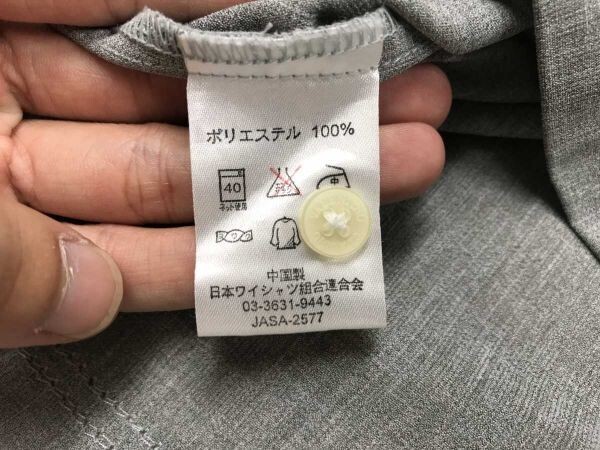 ポリエステル 100%
40
ネット使用
中
中国製
日本ワイシャツ組合連合会
03-3631-9443
JASA-2577